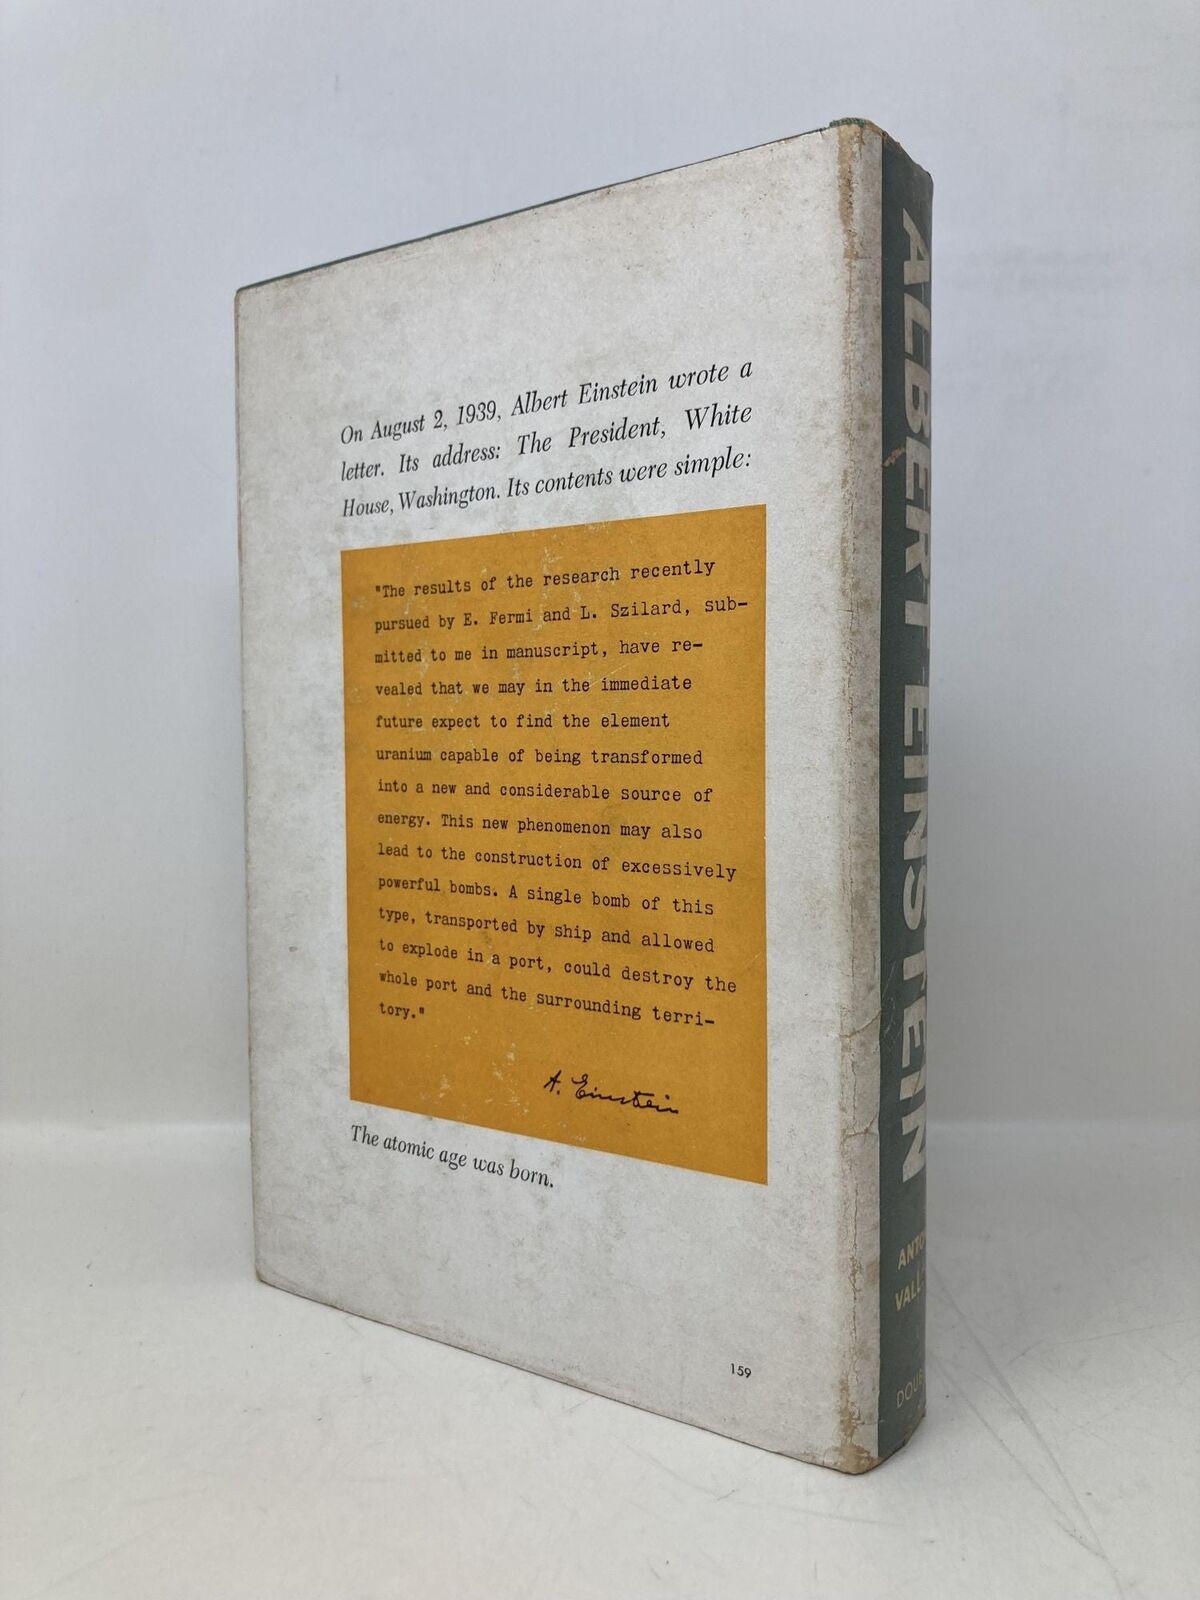 On August 2, 1939, Albert Einstein wrote a
letter. Its address: The President, White
House, Washington. Its contents were simple:
"The results of the research recently
pursued by E. Fermi and L. Szilard, sub-
mitted to me in manuscript, have re-
vealed that we may in the immediate
future expect to find the element
uranium capable of being transformed
into a new and considerable source of
energy. This new phenomenon may also
lead to the construction of excessively
powerful bombs. A single bomb of this
type, transported by ship and allowed
to explode in a port, could destroy the
whole port and the surrounding terri-
tory."
A. Einstein
The atomic age was born.
159
ALBERT EINSTEIN